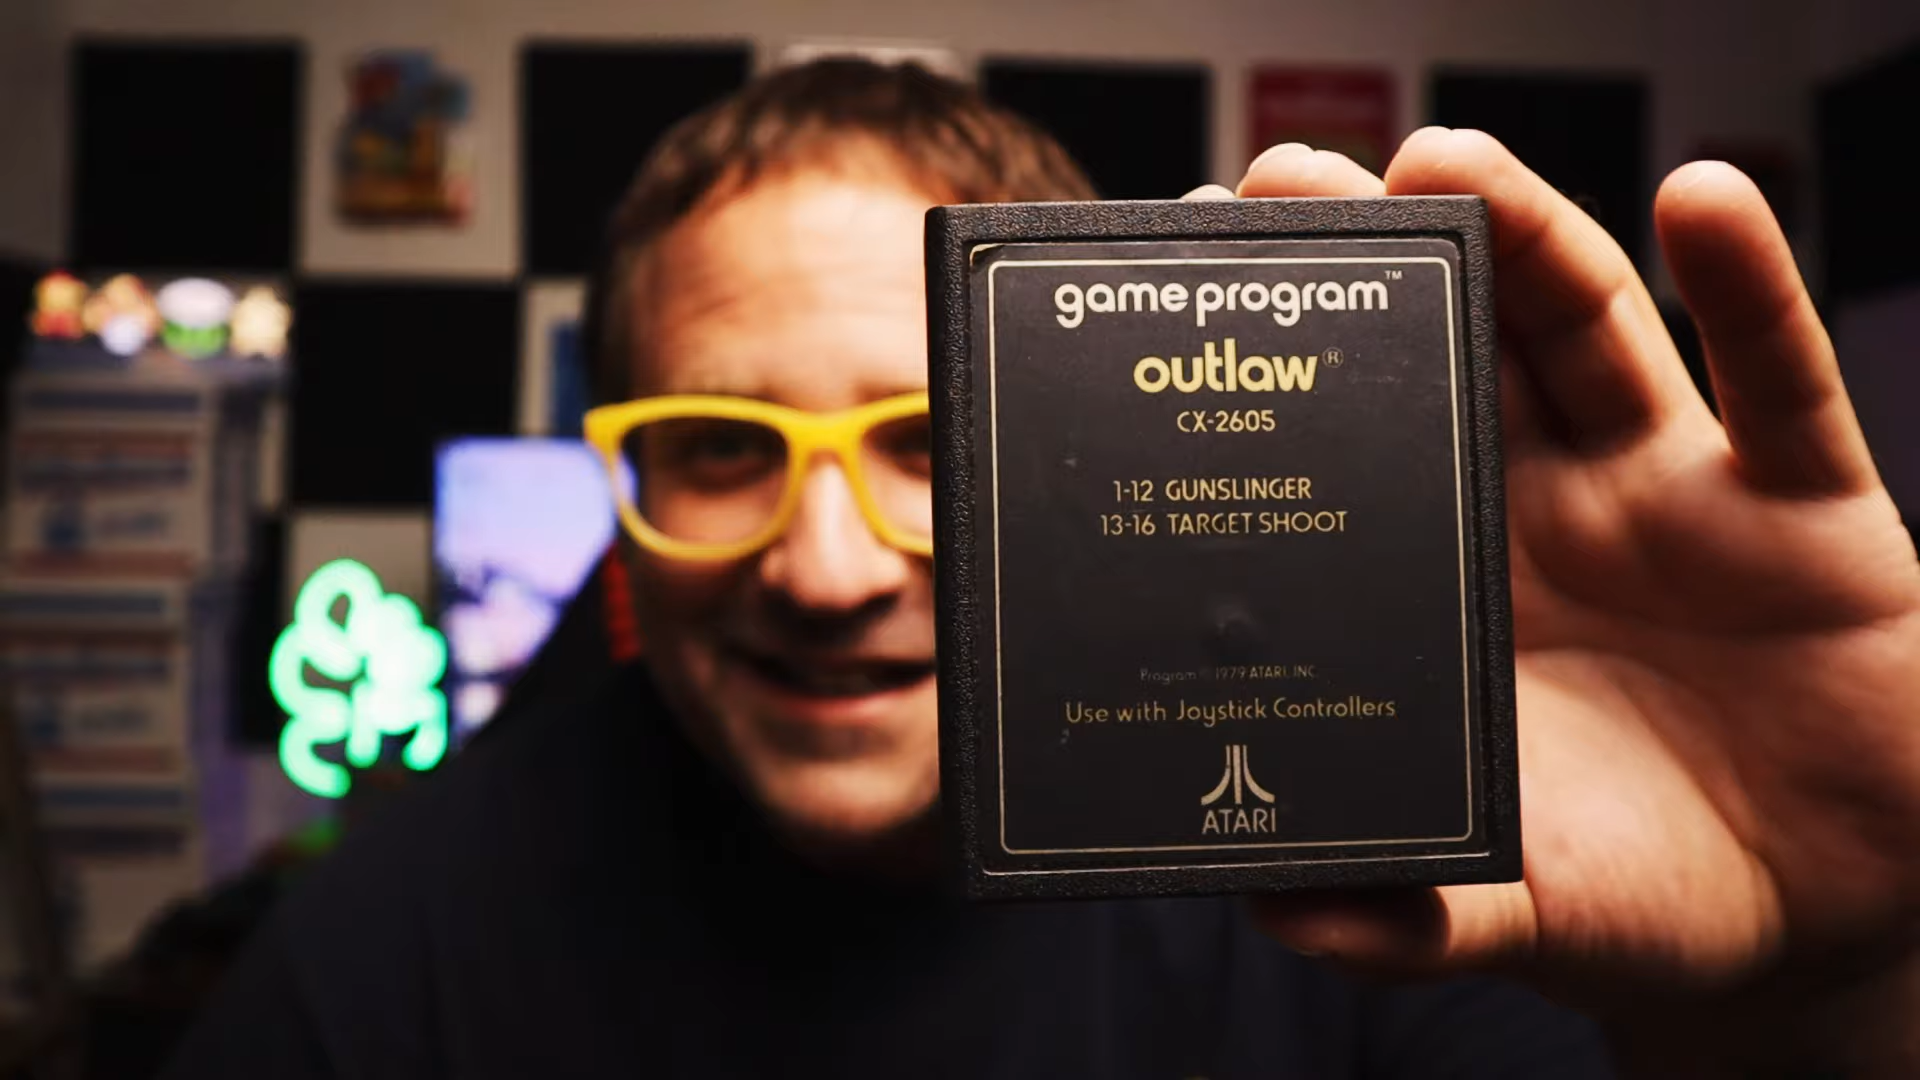 game program™
outlaw®
CX-2605
1-12 GUNSLINGER
13-16 TARGET SHOOT
Program © 1979 ATARI, INC.
Use with Joystick Controllers
ATARI